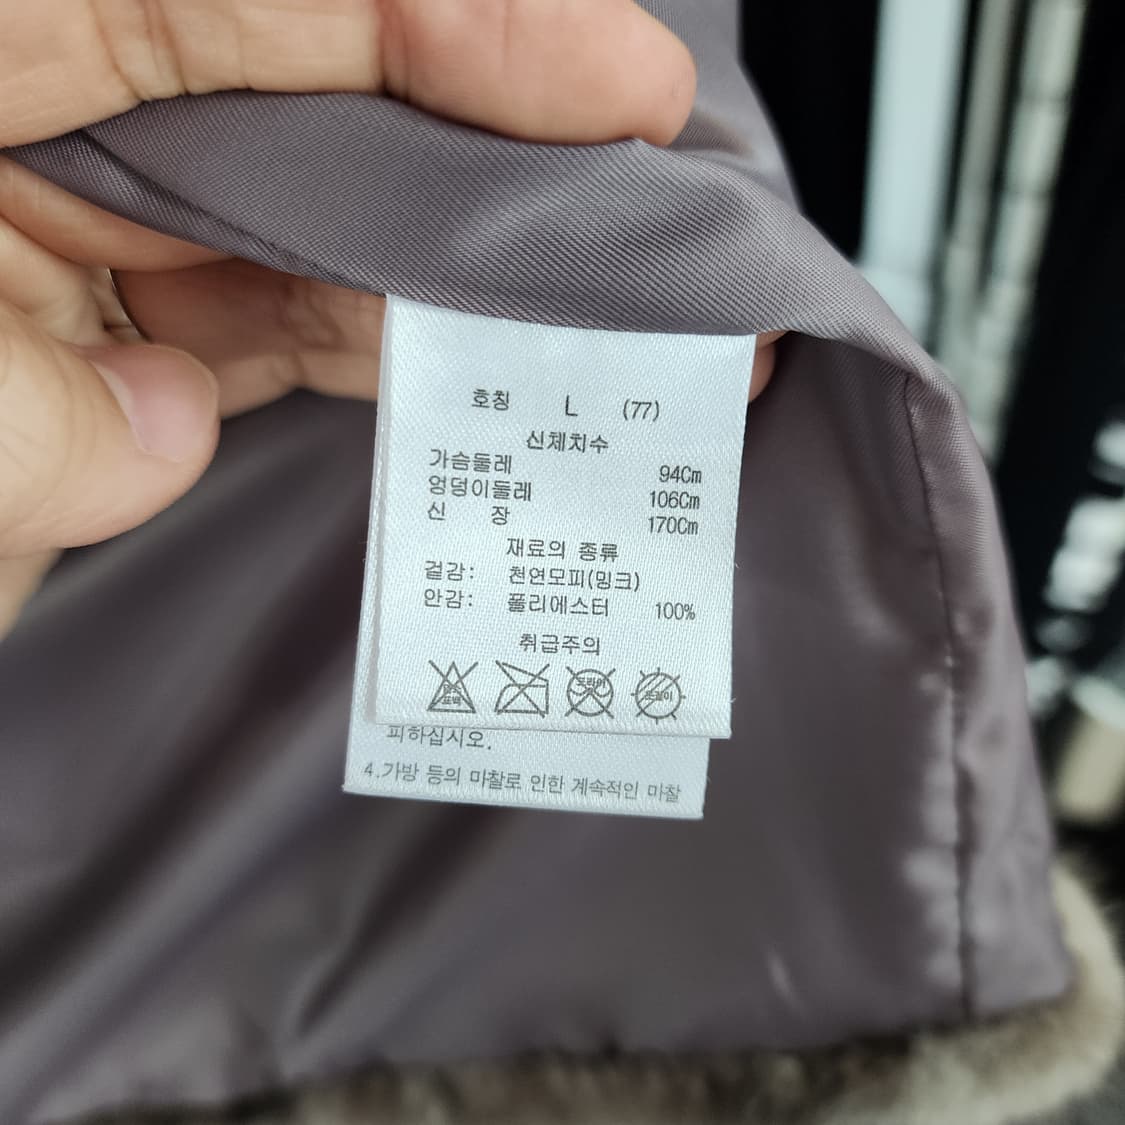 호칭 L (77)
신체치수
가슴둘레 94Cm
엉덩이둘레 106Cm
신 장 170Cm
재료의 종류
겉감: 천연모피(밍크)
안감: 폴리에스터 100%
취급주의
드라이
피하십시오.
4.가방 등의 마찰로 인한 계속적인 마찰